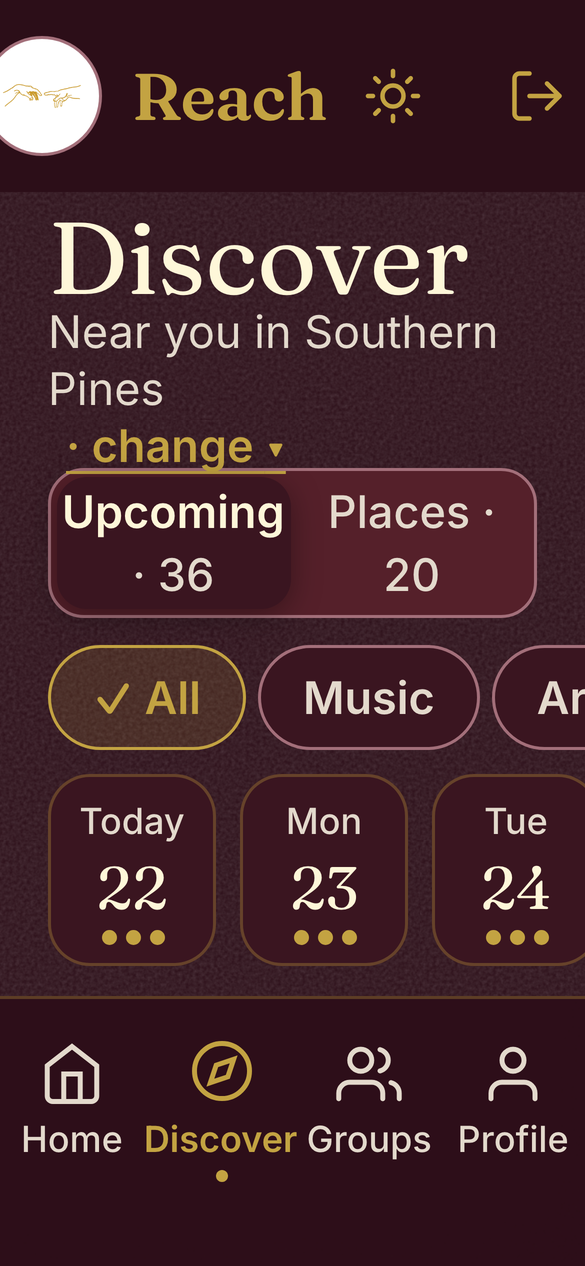 Reach
Discover
Near you in Southern
Pines
· change ▾
Upcoming
· 36
Places ·
20
✓ All
Music
Today
22
Mon
23
Tue
24
Home
Discover
Groups
Profile